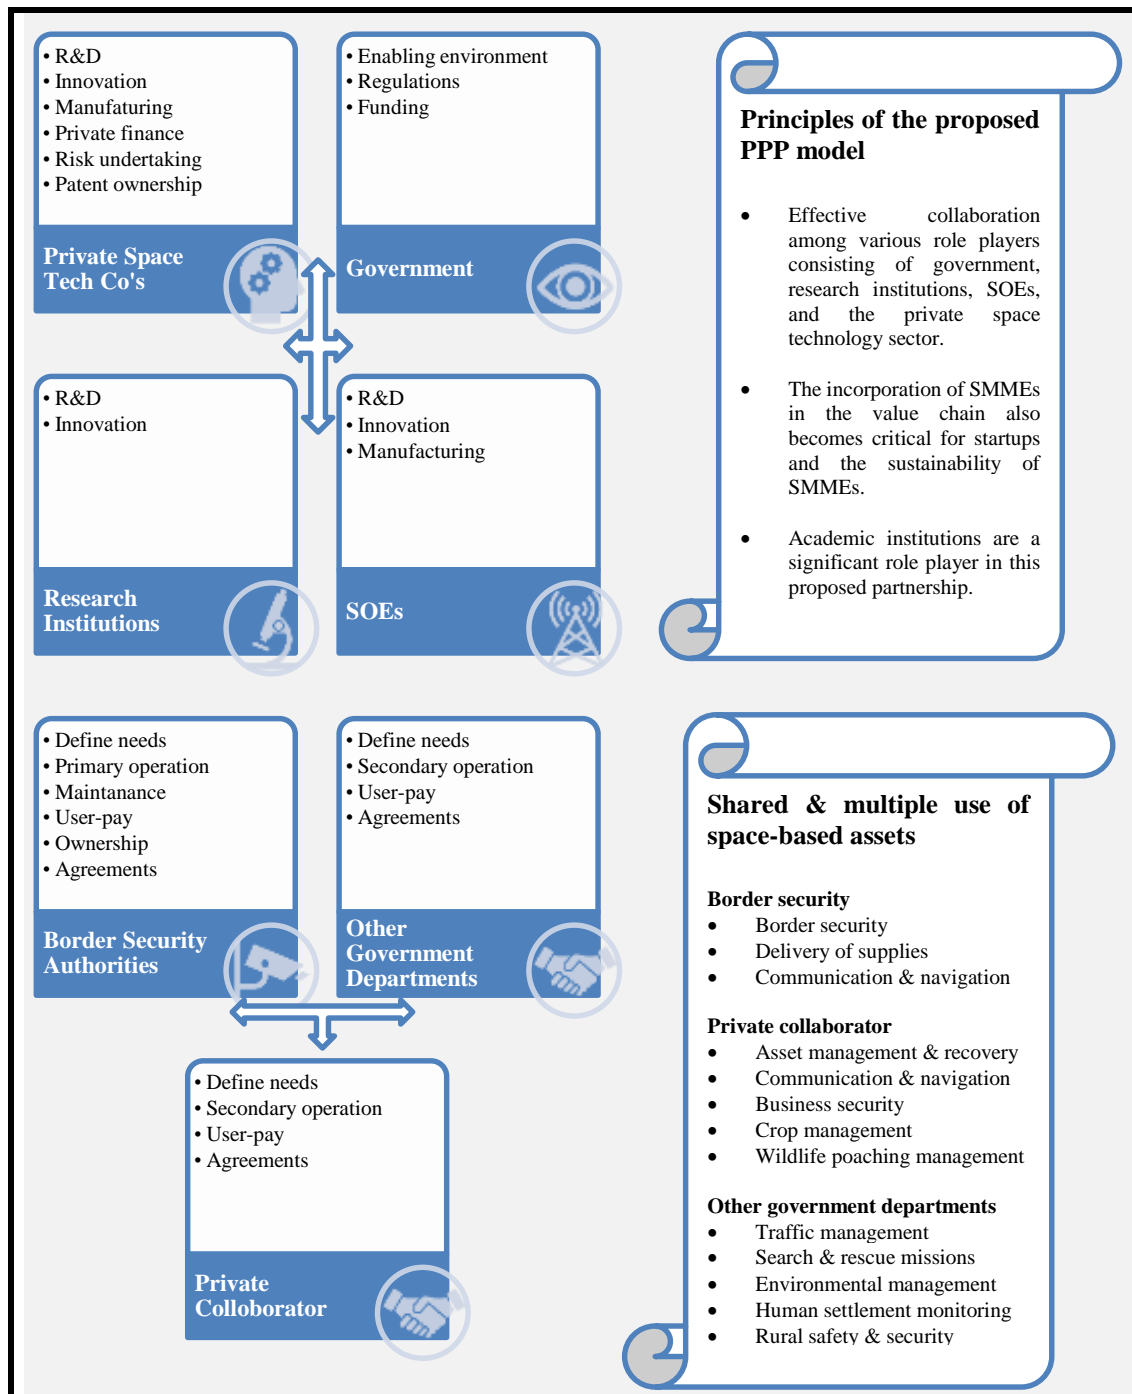 • R&D
• Innovation
• Manufaturing
• Private finance
• Risk undertaking
• Patent ownership
Private Space
Tech Co's
• Enabling environment
• Regulations
• Funding
Government
• R&D
• Innovation
Research
Institutions
• R&D
• Innovation
• Manufacturing
SOEs
Principles of the proposed
PPP model
• Effective collaboration
among various role players
consisting of government,
research institutions, SOEs,
and the private space
technology sector.
• The incorporation of SMMEs
in the value chain also
becomes critical for startups
and the sustainability of
SMMEs.
• Academic institutions are a
significant role player in this
proposed partnership.
• Define needs
• Primary operation
• Maintanance
• User-pay
• Ownership
• Agreements
Border Security
Authorities
• Define needs
• Secondary operation
• User-pay
• Agreements
Other
Government
Departments
• Define needs
• Secondary operation
• User-pay
• Agreements
Private
Colloborator
Shared & multiple use of
space-based assets
Border security
• Border security
• Delivery of supplies
• Communication & navigation
Private collaborator
• Asset management & recovery
• Communication & navigation
• Business security
• Crop management
• Wildlife poaching management
Other government departments
• Traffic management
• Search & rescue missions
• Environmental management
• Human settlement monitoring
• Rural safety & security